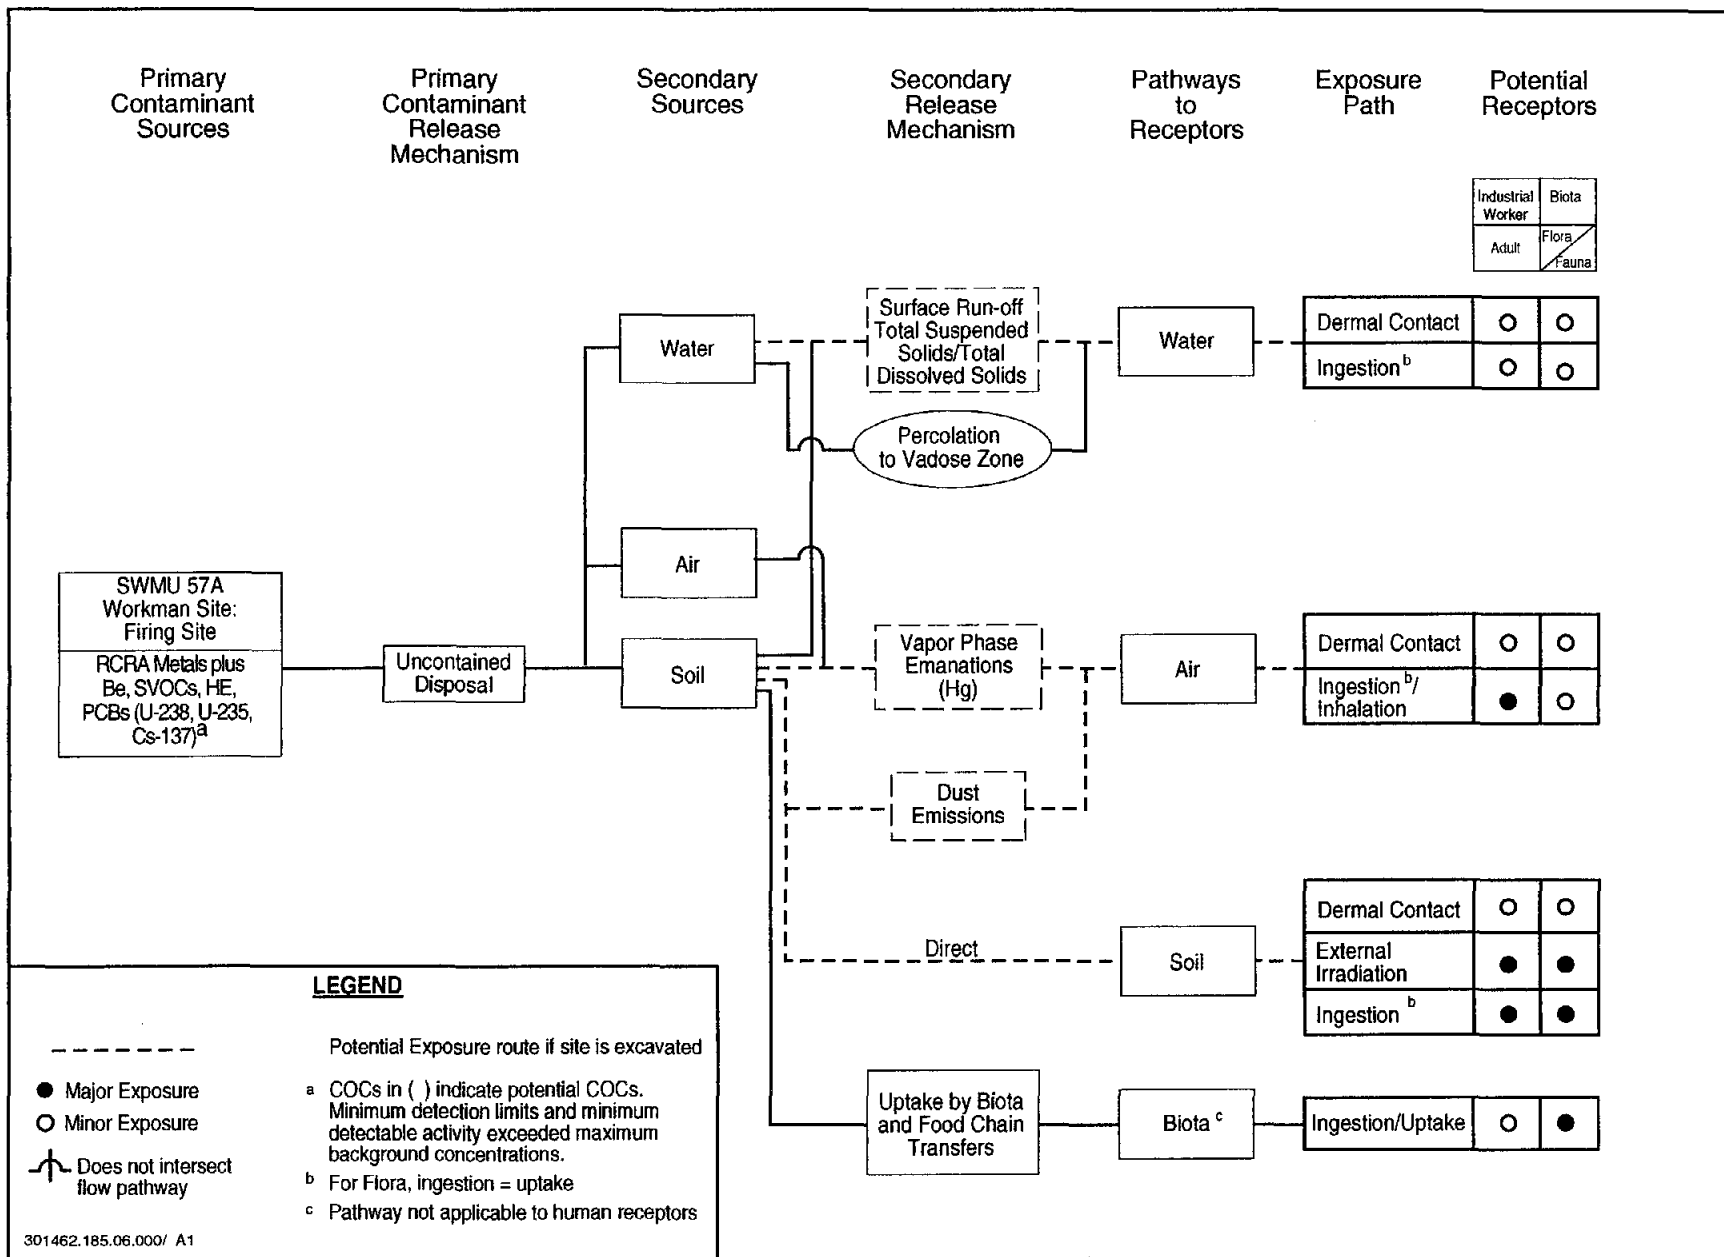 Primary
Contaminant
Sources
Primary
Contaminant
Release
Mechanism
Secondary
Sources
Secondary
Release
Mechanism
Pathways
to
Receptors
Exposure
Path
Potential
Receptors
Industrial
Worker
Biota
Adult
Flora
Fauna
Water
Surface Run-off
Total Suspended
Solids/Total
Dissolved Solids
Water
Dermal Contact
Ingestion b
Percolation
to Vadose Zone
Air
SWMU 57A
Workman Site:
Firing Site
RCRA Metals plus
Be, SVOCs, HE,
PCBs (U-238, U-235,
Cs-137)a
Uncontained
Disposal
Soil
Vapor Phase
Emanations
(Hg)
Air
Dermal Contact
Ingestion b/
Inhalation
Dust
Emissions
Direct
Soil
Dermal Contact
External
Irradiation
Ingestion b
Uptake by Biota
and Food Chain
Transfers
Biota c
Ingestion/Uptake
LEGEND
Potential Exposure route if site is excavated
Major Exposure
Minor Exposure
Does not intersect
flow pathway
a COCs in ( ) indicate potential COCs.
Minimum detection limits and minimum
detectable activity exceeded maximum
background concentrations.
b For Flora, ingestion = uptake
c Pathway not applicable to human receptors
301462.185.06.000/ A1